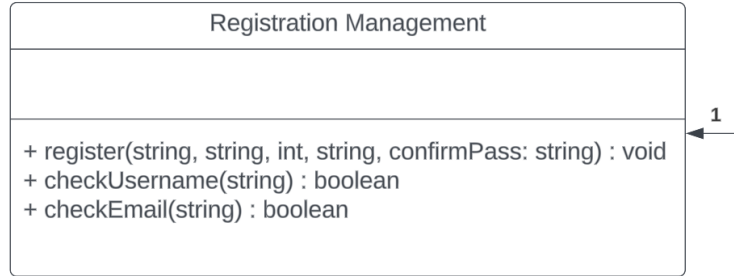 Registration Management
1
+ register(string, string, int, string, confirmPass: string) : void
+ checkUsername(string) : boolean
+ checkEmail(string) : boolean